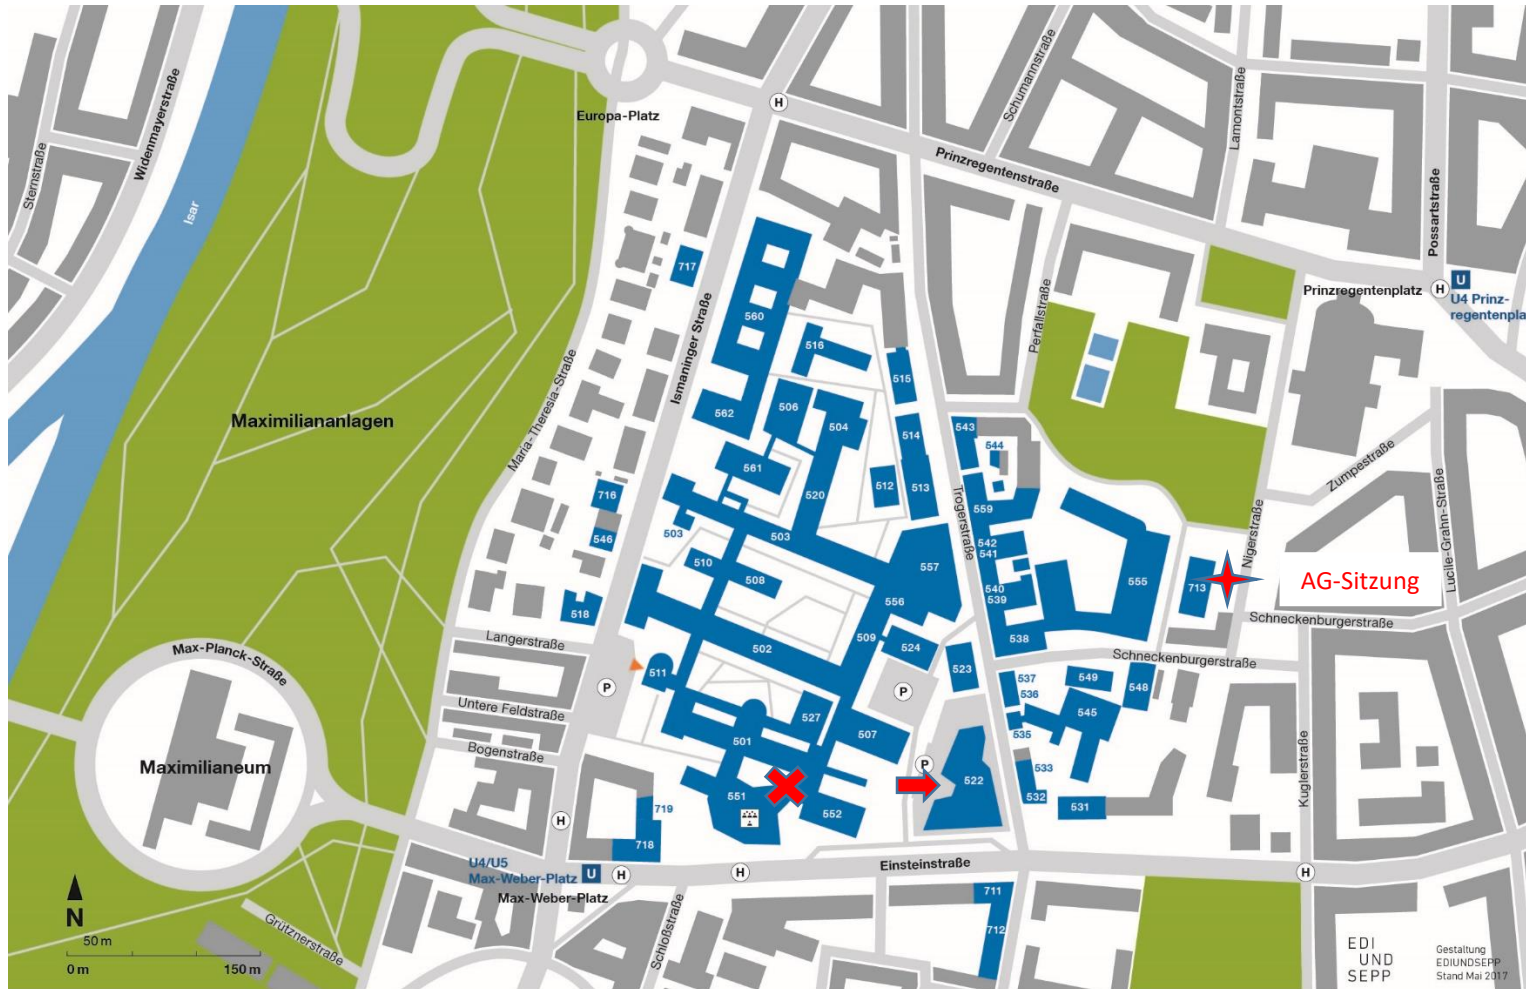 Sternstraße
Widenmayerstraße
Isar
Europa-Platz
H
Schumannstraße
Lamontstraße
Possartstraße
Prinzregentenstraße
Perfallstraße
Prinzregentenplatz
H
U
U4 Prinz-
regentenpla
717
560
516
515
Ismaninger Straße
Maria-Theresia-Straße
Maximiliananlagen
562
506
504
514
543
544
561
520
512
513
716
503
546
503
Trogerstraße
559
542
541
557
540
539
555
510
508
556
518
509
524
538
713
Nigerstraße
Zumpestraße
Lucile-Grahn-Straße
AG-Sitzung
Schneckenburgerstraße
Schneckenburgerstraße
Langerstraße
502
511
523
P
P
537
536
549
548
545
535
Untere Feldstraße
527
507
501
Bogenstraße
Max-Planck-Straße
Maximilianeum
P
522
533
532
531
Kuglerstraße
551
552
719
718
H
U4/U5
Max-Weber-Platz
U
H
H
Max-Weber-Platz
Einsteinstraße
H
711
712
Schloßstraße
Grütznerstraße
N
50 m
0 m
150 m
EDI
UND
SEPP
Gestaltung
EDIUNDSEPP
Stand Mai 2017